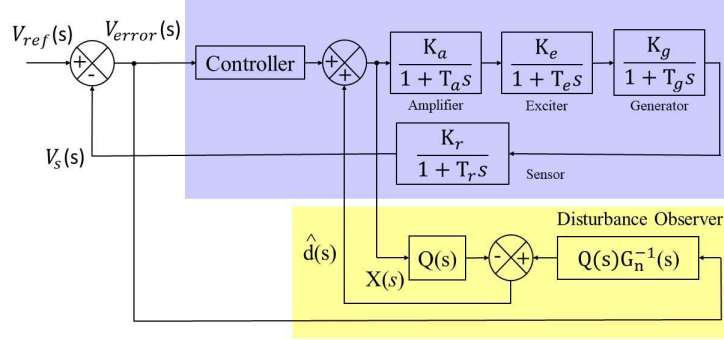 V_ref(s)
V_error(s)
+
-
Controller
+
+
K_a
1 + T_a s
Amplifier
K_e
1 + T_e s
Exciter
K_g
1 + T_g s
Generator
V_s(s)
K_r
1 + T_r s
Sensor
Disturbance Observer
d̂(s)
X(s)
Q(s)
-
+
Q(s)G_n^{-1}(s)